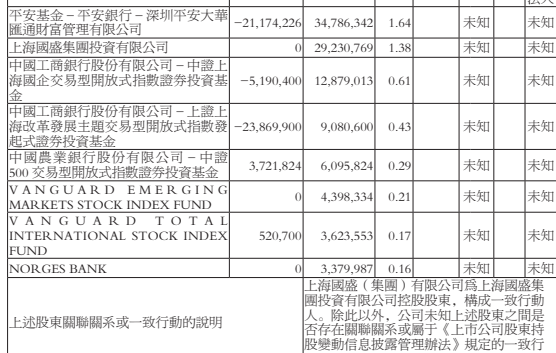 平安基金－平安銀行－深圳平安大華 −21,174,226 34,786,342 1.64 未知 未知
匯通財富管理有限公司
上海國盛集團投資有限公司 0 29,230,769 1.38 未知 未知
中國工商銀行股份有限公司－中證上 −5,190,400 12,879,013 0.61 未知 未知
海國企交易型開放式指數證券投資基
金
中國工商銀行股份有限公司－上證上 −23,869,900 9,080,600 0.43 未知 未知
海改革發展主題交易型開放式指數發
起式證券投資基金
中國農業銀行股份有限公司－中證 3,721,824 6,095,824 0.29 未知 未知
500 交易型開放式指數證券投資基金
VANGUARD EMERGING 0 4,398,334 0.21 未知 未知
MARKETS STOCK INDEX FUND
VANGUARD TOTAL 520,700 3,623,553 0.17 未知 未知
INTERNATIONAL STOCK INDEX
FUND
NORGES BANK 0 3,379,987 0.16 未知 未知
上述股東關聯關系或一致行動的說明
上海國盛（集團）有限公司爲上海國盛集
團投資有限公司控股股東，構成一致行動
人。除此以外，公司未知上述股東之間是
否存在關聯關系或屬于《上市公司股東持
股變動信息披露管理辦法》規定的一致行